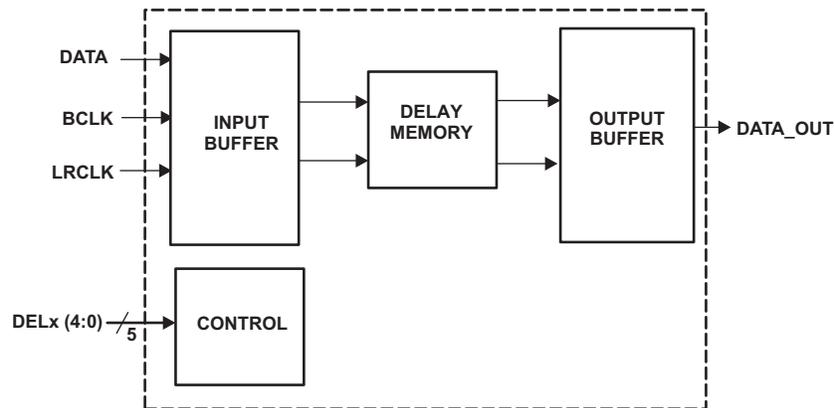 DATA
BCLK
LRCLK
INPUT
BUFFER
DELAY
MEMORY
OUTPUT
BUFFER
DATA_OUT
DELx (4:0)
5
CONTROL